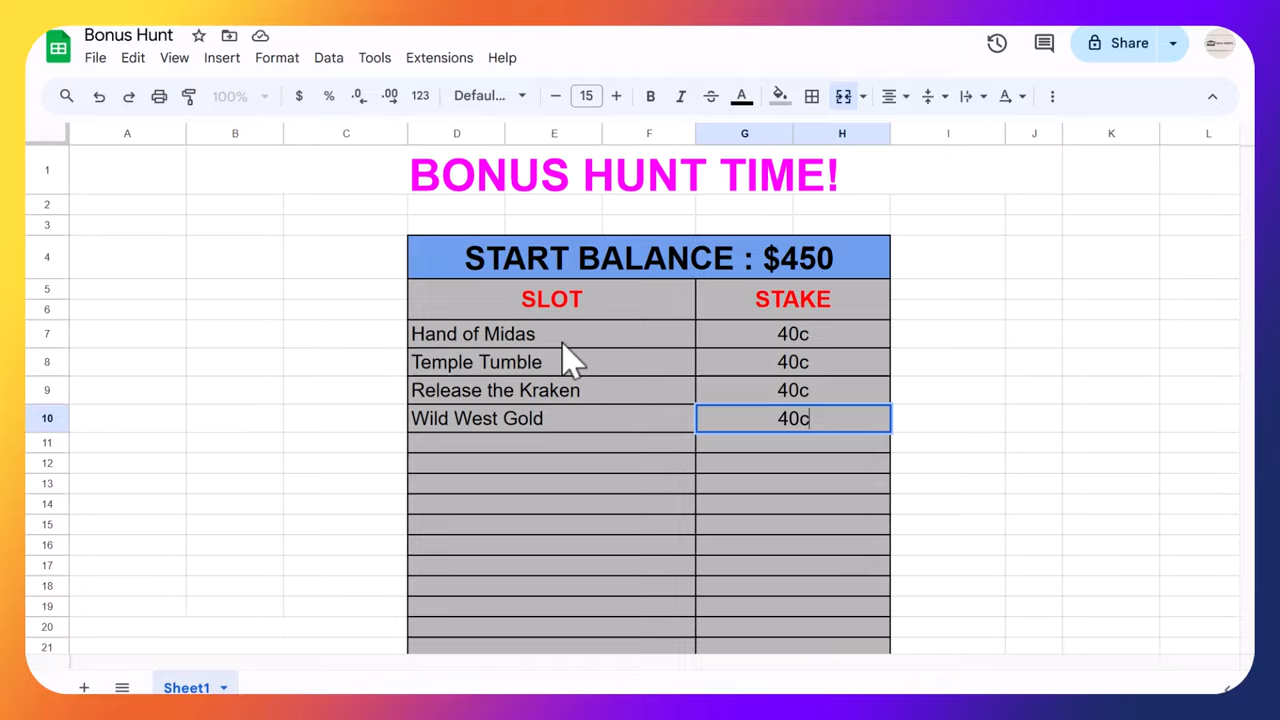 Bonus Hunt
File Edit View Insert Format Data Tools Extensions Help
Share
100% $ % .0 .00 123 Defaul... 15 B I A
A B C D E F G H I J K L
1 BONUS HUNT TIME!
2
3
4 START BALANCE : $450
5 SLOT STAKE
6
7 Hand of Midas 40c
8 Temple Tumble 40c
9 Release the Kraken 40c
10 Wild West Gold 40c
11
12
13
14
15
16
17
18
19
20
21
Sheet1